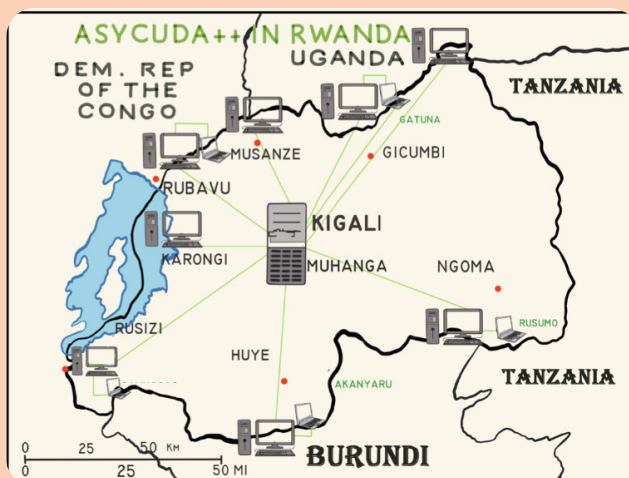 ASYCUDA++ IN RWANDA
UGANDA
DEM. REP
OF THE
CONGO
TANZANIA
GATUNA
MUSANZE
GICUMBI
RUBAVU
KIGALI
KARONGI
MUHANGA
NGOMA
RUSIZI
RUSUMO
HUYE
AKANYARU
TANZANIA
BURUNDI
0 25 50 KM
0 25 50 MI